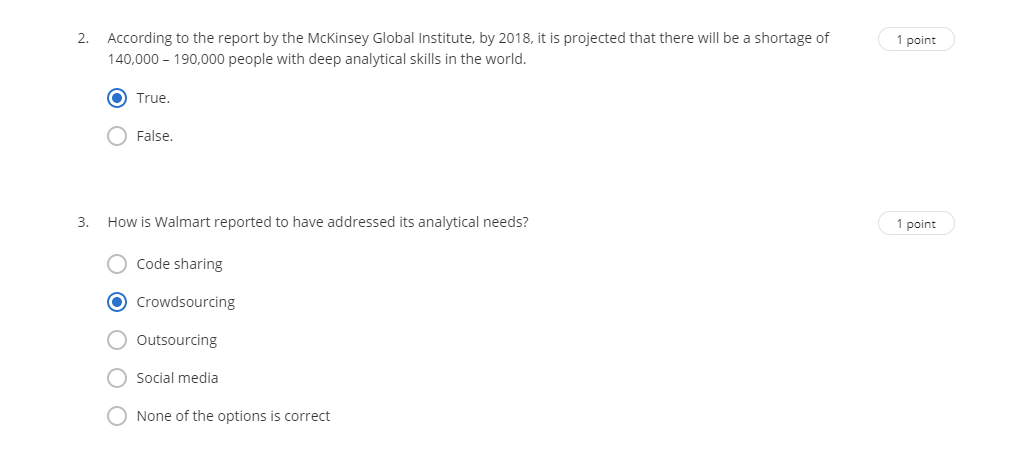 2. According to the report by the McKinsey Global Institute, by 2018, it is projected that there will be a shortage of
1 point
140,000 – 190,000 people with deep analytical skills in the world.
True.
False.
3. How is Walmart reported to have addressed its analytical needs?
1 point
Code sharing
Crowdsourcing
Outsourcing
Social media
None of the options is correct